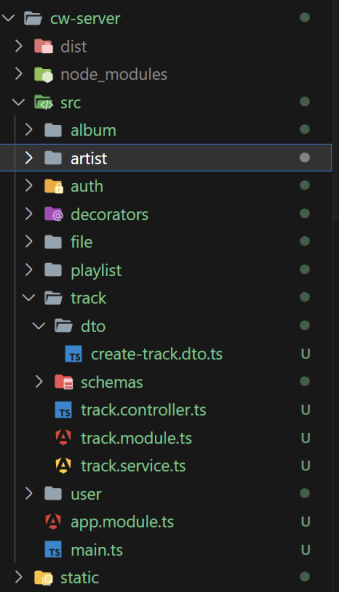 cw-server
dist
node_modules
src
album
artist
auth
decorators
file
playlist
track
dto
TS create-track.dto.ts U
schemas
TS track.controller.ts U
track.module.ts U
track.service.ts U
user
app.module.ts U
TS main.ts U
static